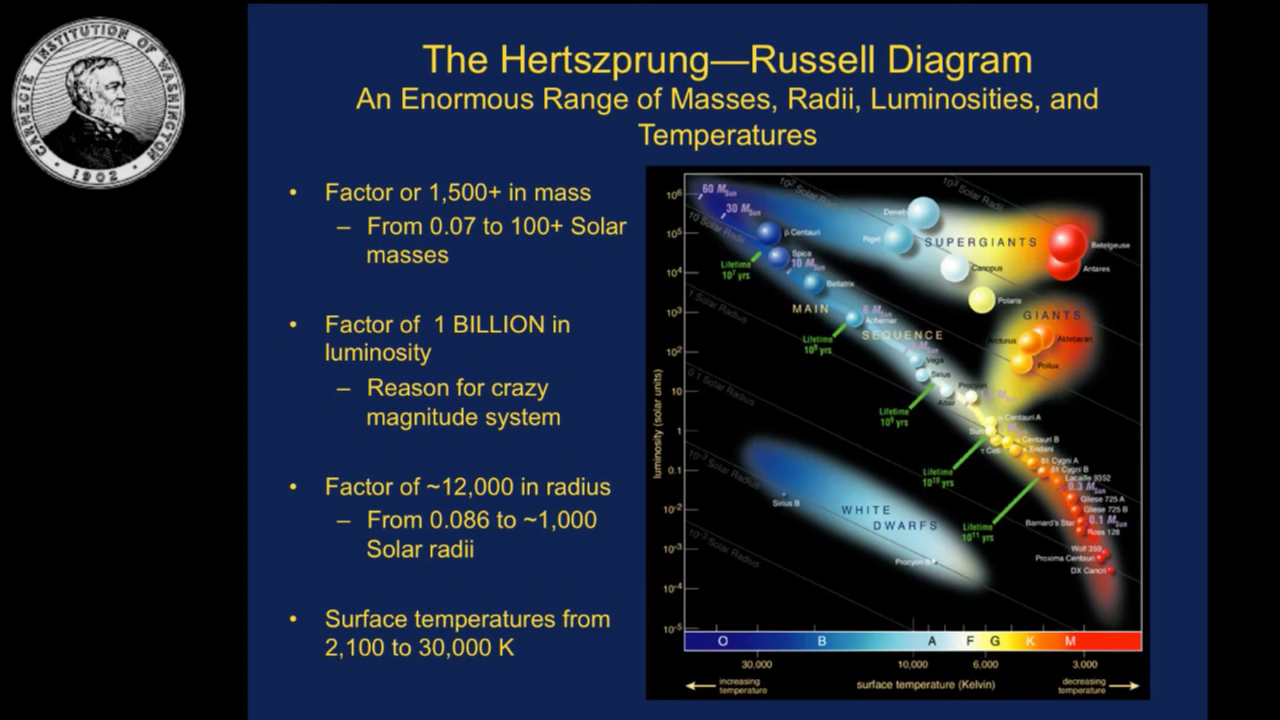 CARNEGIE INSTITUTION OF WASHINGTON
1902
The Hertszprung—Russell Diagram
An Enormous Range of Masses, Radii, Luminosities, and
Temperatures
• Factor or 1,500+ in mass
– From 0.07 to 100+ Solar
masses
• Factor of 1 BILLION in
luminosity
– Reason for crazy
magnitude system
• Factor of ~12,000 in radius
– From 0.086 to ~1,000
Solar radii
• Surface temperatures from
2,100 to 30,000 K
luminosity (solar units)
10⁶
10⁵
10⁴
10³
10²
10
1
0.1
10⁻²
10⁻³
10⁻⁴
10⁻⁵
60 MSun
30 MSun
10 MSun
6 MSun
0.3 MSun
0.1 MSun
10² Solar Radii
10³ Solar Radii
10 Solar Radii
1 Solar Radius
0.1 Solar Radius
10⁻² Solar Radius
10⁻³ Solar Radius
Deneb
Rigel
SUPERGIANTS
Betelgeuse
Antares
Canopus
Polaris
β Centauri
Spica
Bellatrix
Lifetime
10⁷ yrs
MAIN
SEQUENCE
Achernar
Lifetime
10⁸ yrs
GIANTS
Arcturus
Aldebaran
Pollux
Vega
Sirius
Altair
Procyon
Lifetime
10⁹ yrs
α Centauri A
Sun
α Centauri B
τ Ceti
ε Eridani
61 Cygni A
61 Cygni B
Lacaille 9352
Gliese 725 A
Gliese 725 B
Barnard's Star
Ross 128
Wolf 359
Proxima Centauri
DX Cancri
Lifetime
10¹⁰ yrs
Lifetime
10¹¹ yrs
Sirius B
WHITE
DWARFS
Procyon B
O B A F G K M
30,000 10,000 6,000 3,000
increasing
temperature
surface temperature (Kelvin)
decreasing
temperature